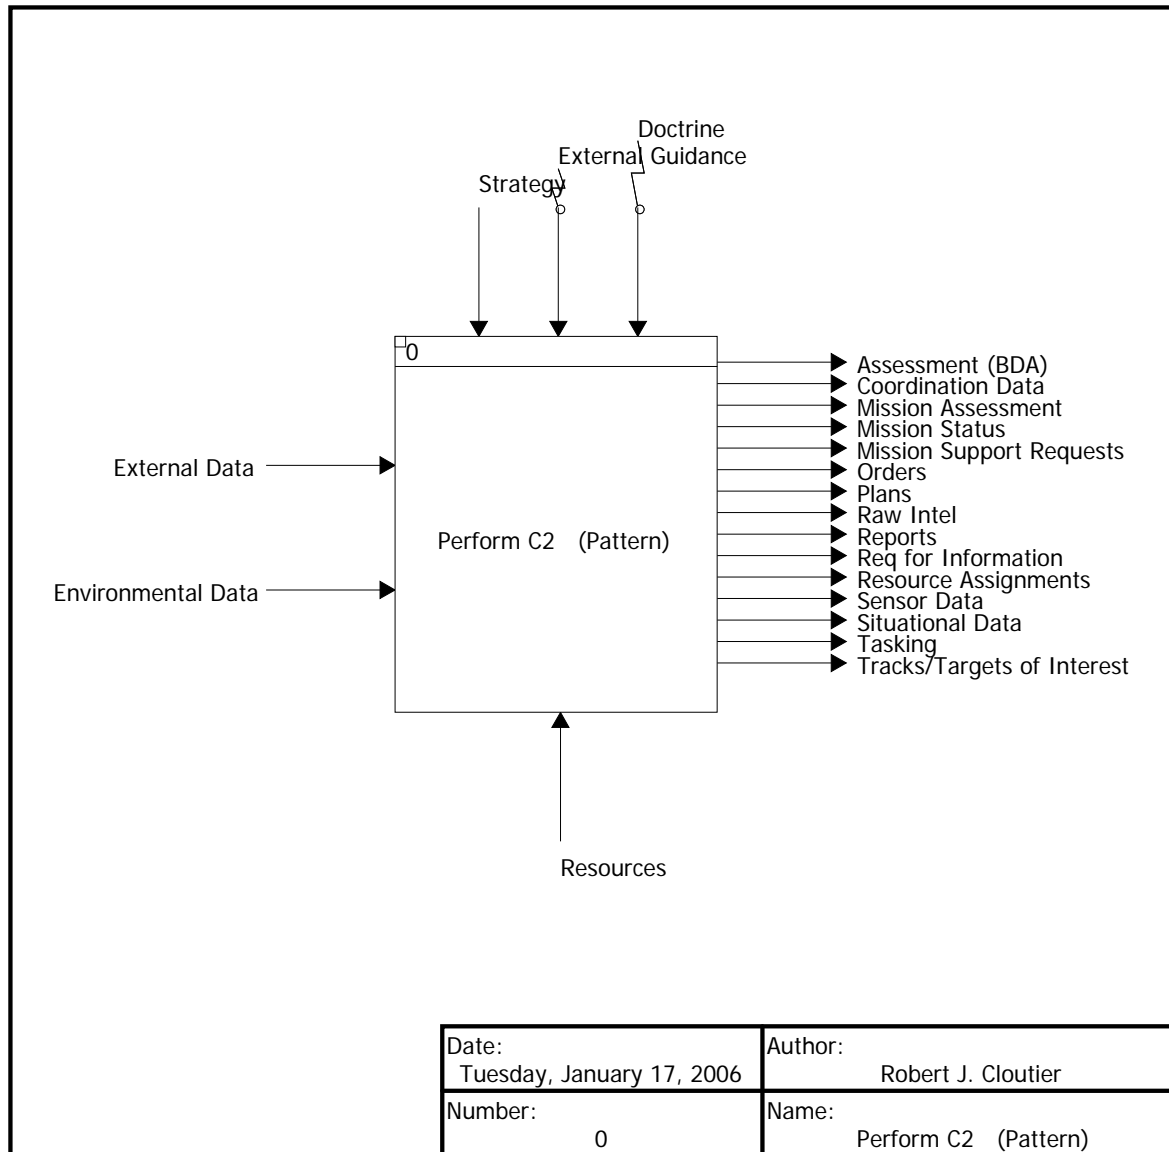 Doctrine
External Guidance
Strategy
0
Assessment (BDA)
Coordination Data
Mission Assessment
Mission Status
Mission Support Requests
External Data
Orders
Plans
Raw Intel
Perform C2 (Pattern)
Reports
Req for Information
Resource Assignments
Environmental Data
Sensor Data
Situational Data
Tasking
Tracks/Targets of Interest
Resources
Date:
Tuesday, January 17, 2006
Author:
Robert J. Cloutier
Number:
0
Name:
Perform C2 (Pattern)